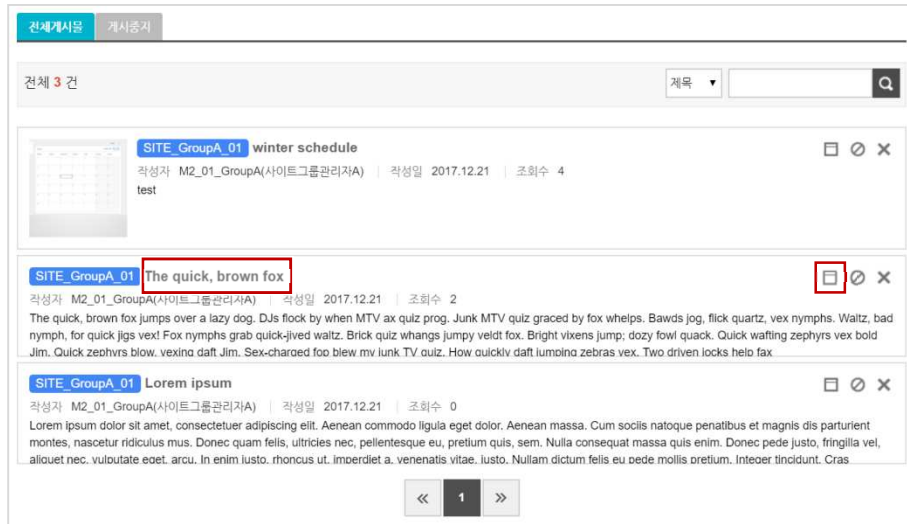 전체게시물 게시중지
전체 3 건 제목
SITE_GroupA_01 winter schedule
작성자 M2_01_GroupA(사이트그룹관리자A) 작성일 2017.12.21 조회수 4
test
SITE_GroupA_01 The quick, brown fox
작성자 M2_01_GroupA(사이트그룹관리자A) 작성일 2017.12.21 조회수 2
The quick, brown fox jumps over a lazy dog. DJs flock by when MTV ax quiz prog. Junk MTV quiz graced by fox whelps. Bawds jog, flick quartz, vex nymphs. Waltz, bad
nymph, for quick jigs vex! Fox nymphs grab quick-jived waltz. Brick quiz whangs jumpy veldt fox. Bright vixens jump; dozy fowl quack. Quick wafting zephyrs vex bold
Jim. Quick zephyrs blow, vexing daft Jim. Sex-charged fop blew my junk TV quiz. How quickly daft jumping zebras vex. Two driven jocks help fax
SITE_GroupA_01 Lorem ipsum
작성자 M2_01_GroupA(사이트그룹관리자A) 작성일 2017.12.21 조회수 0
Lorem ipsum dolor sit amet, consectetuer adipiscing elit. Aenean commodo ligula eget dolor. Aenean massa. Cum sociis natoque penatibus et magnis dis parturient
montes, nascetur ridiculus mus. Donec quam felis, ultricies nec, pellentesque eu, pretium quis, sem. Nulla consequat massa quis enim. Donec pede justo, fringilla vel,
aliquet nec, vulputate eget, arcu. In enim justo, rhoncus ut, imperdiet a, venenatis vitae, justo. Nullam dictum felis eu pede mollis pretium. Integer tincidunt. Cras
« 1 »